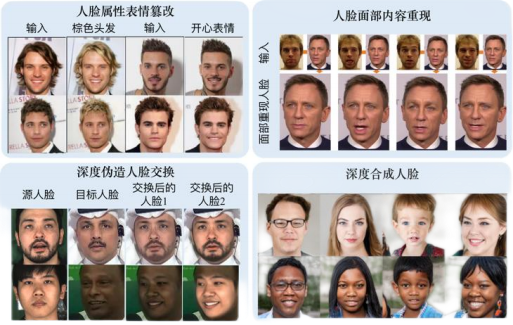 人脸属性表情篡改
输入 棕色头发 输入 开心表情
人脸面部内容重现
输入
面部重现人脸
深度伪造人脸交换
源人脸 目标人脸 交换后的人脸1 交换后的人脸2
深度合成人脸